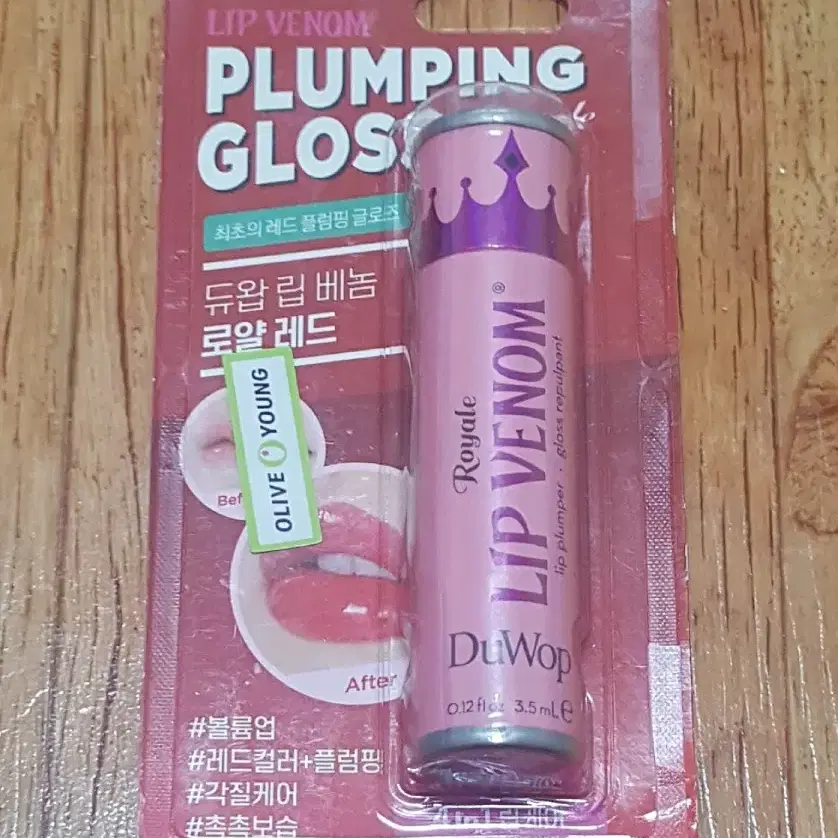 LIP VENOM
PLUMPING
GLOSS
최초의 레드 플럼핑 글로즈
듀왑 립 베놈
로얄 레드
OLIVE YOUNG
Bef
After
#볼륨업
#레드컬러+플럼핑
#각질케어
#촉촉보습
Royale
LIP VENOM®
lip plumper · gloss repulpant
DuWop
0.12 fl oz 3.5 mL e